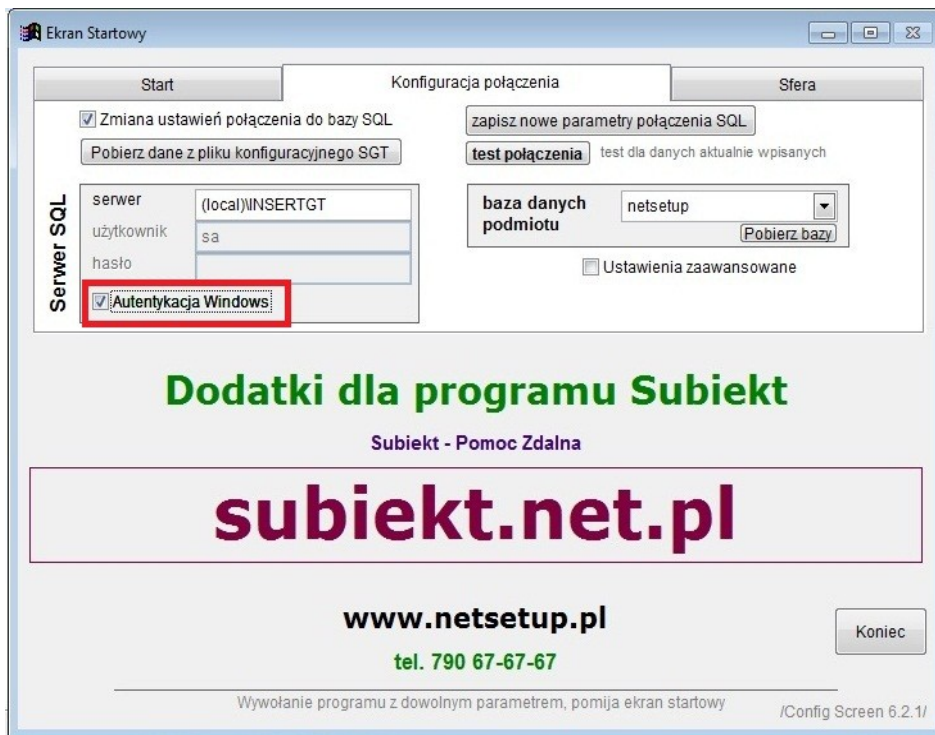 Ekran Startowy
Start
Konfiguracja połączenia
Sfera
Zmiana ustawień połączenia do bazy SQL
Pobierz dane z pliku konfiguracyjnego SGT
zapisz nowe parametry połączenia SQL
test połączenia
test dla danych aktualnie wpisanych
Serwer SQL
serwer
(local)\INSERTGT
użytkownik
sa
hasło
Autentykacja Windows
baza danych
podmiotu
netsetup
Pobierz bazy
Ustawienia zaawansowane
Dodatki dla programu Subiekt
Subiekt - Pomoc Zdalna
subiekt.net.pl
www.netsetup.pl
tel. 790 67-67-67
Koniec
Wywołanie programu z dowolnym parametrem, pomija ekran startowy
/Config Screen 6.2.1/